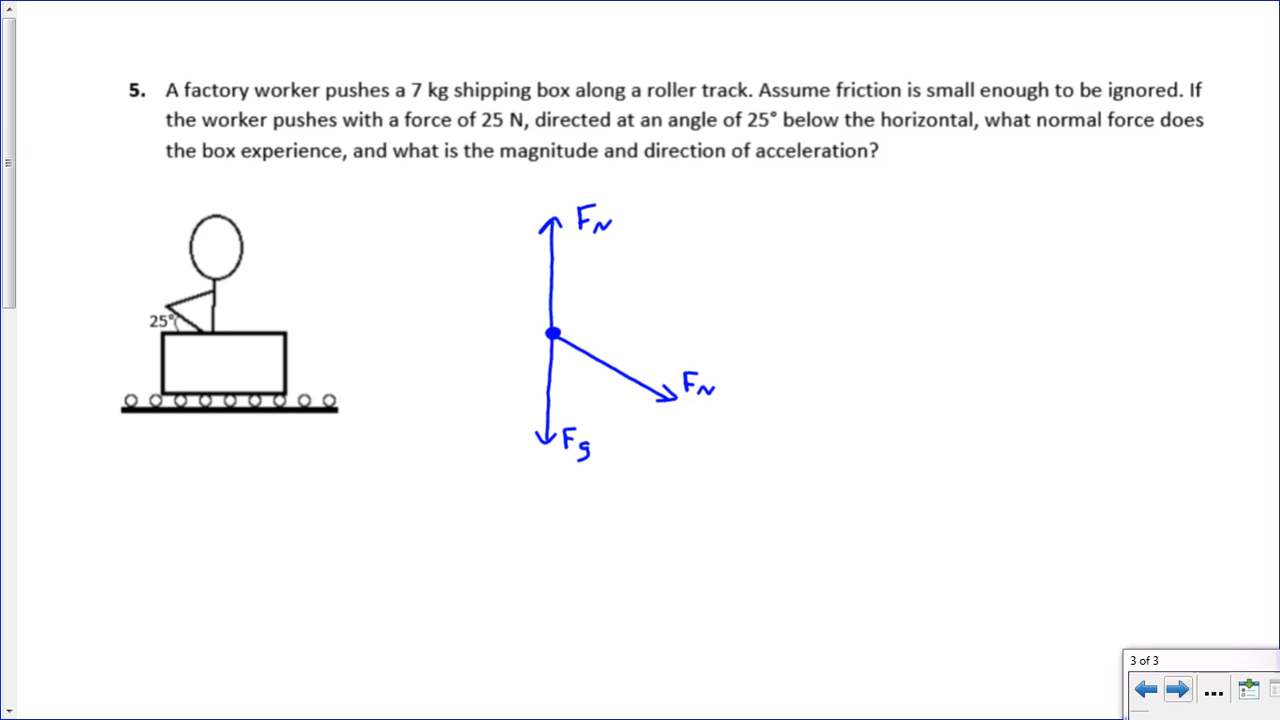 5. A factory worker pushes a 7 kg shipping box along a roller track. Assume friction is small enough to be ignored. If
the worker pushes with a force of 25 N, directed at an angle of 25° below the horizontal, what normal force does
the box experience, and what is the magnitude and direction of acceleration?
FN
25°
FN
Fg
3 of 3
...